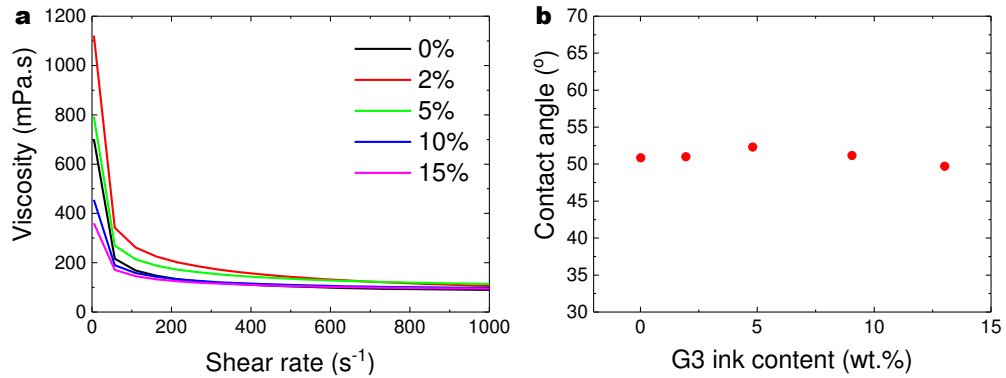 a
1200
1000
800
600
400
200
0
0 200 400 600 800 1000
Viscosity (mPa.s)
Shear rate (s⁻¹)
0%
2%
5%
10%
15%
b
70
65
60
55
50
45
40
35
30
0 5 10 15
Contact angle (º)
G3 ink content (wt.%)